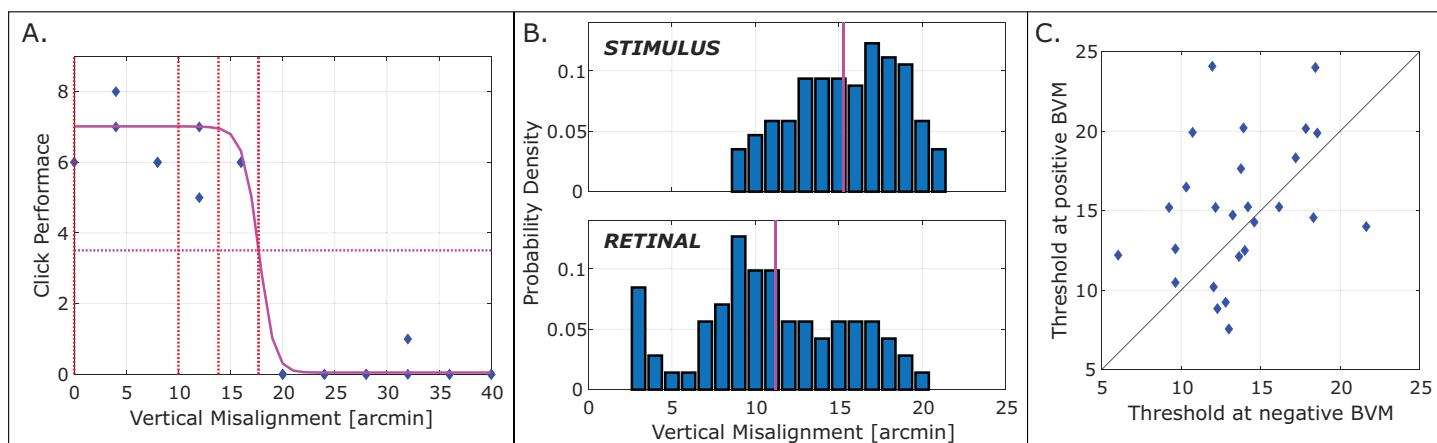 A.
Click Performace
8
6
4
2
0
0 5 10 15 20 25 30 35 40
Vertical Misalignment [arcmin]
B.
STIMULUS
0.1
0.05
0
Probability Density
RETINAL
0.1
0.05
0
0 5 10 15 20 25
Vertical Misalignment [arcmin]
C.
Threshold at positive BVM
25
20
15
10
5
5 10 15 20 25
Threshold at negative BVM